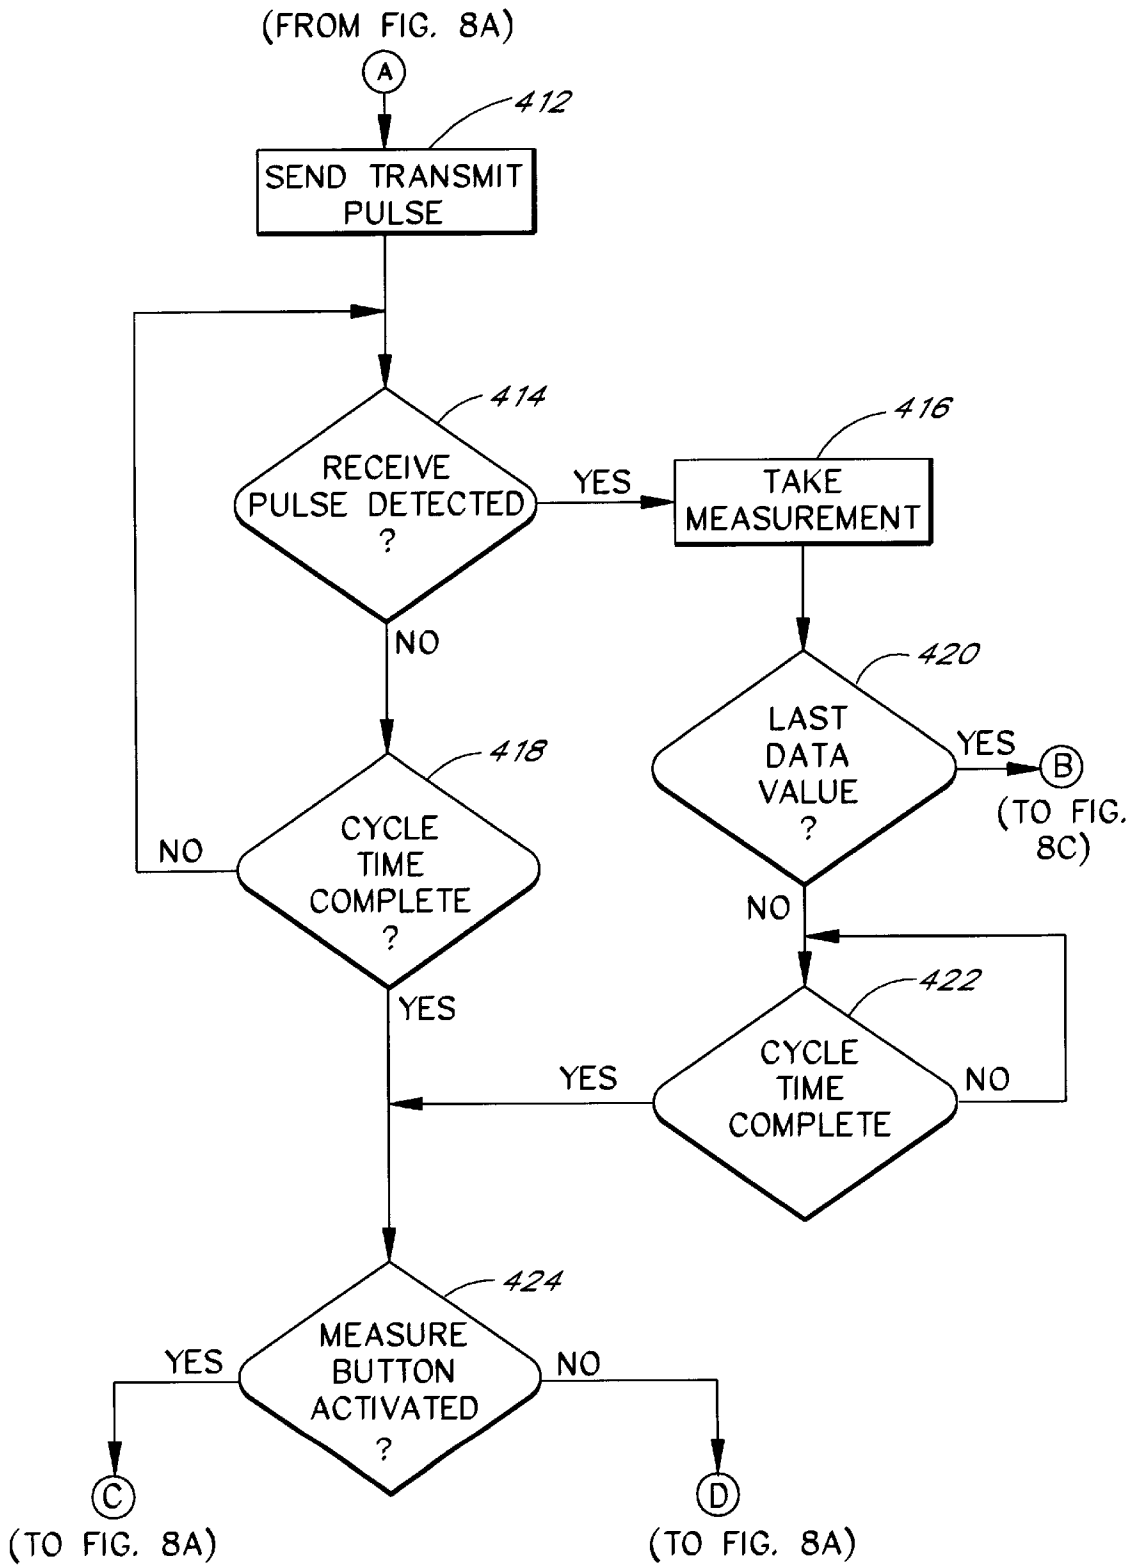 (FROM FIG. 8A)
A
412
SEND TRANSMIT
PULSE
414
RECEIVE
PULSE DETECTED
?
YES
416
TAKE
MEASUREMENT
NO
420
LAST
DATA
VALUE
?
YES
B
(TO FIG.
8C)
418
CYCLE
TIME
COMPLETE
?
NO
YES
NO
422
CYCLE
TIME
COMPLETE
YES
NO
424
MEASURE
BUTTON
ACTIVATED
?
YES
NO
C
(TO FIG. 8A)
D
(TO FIG. 8A)